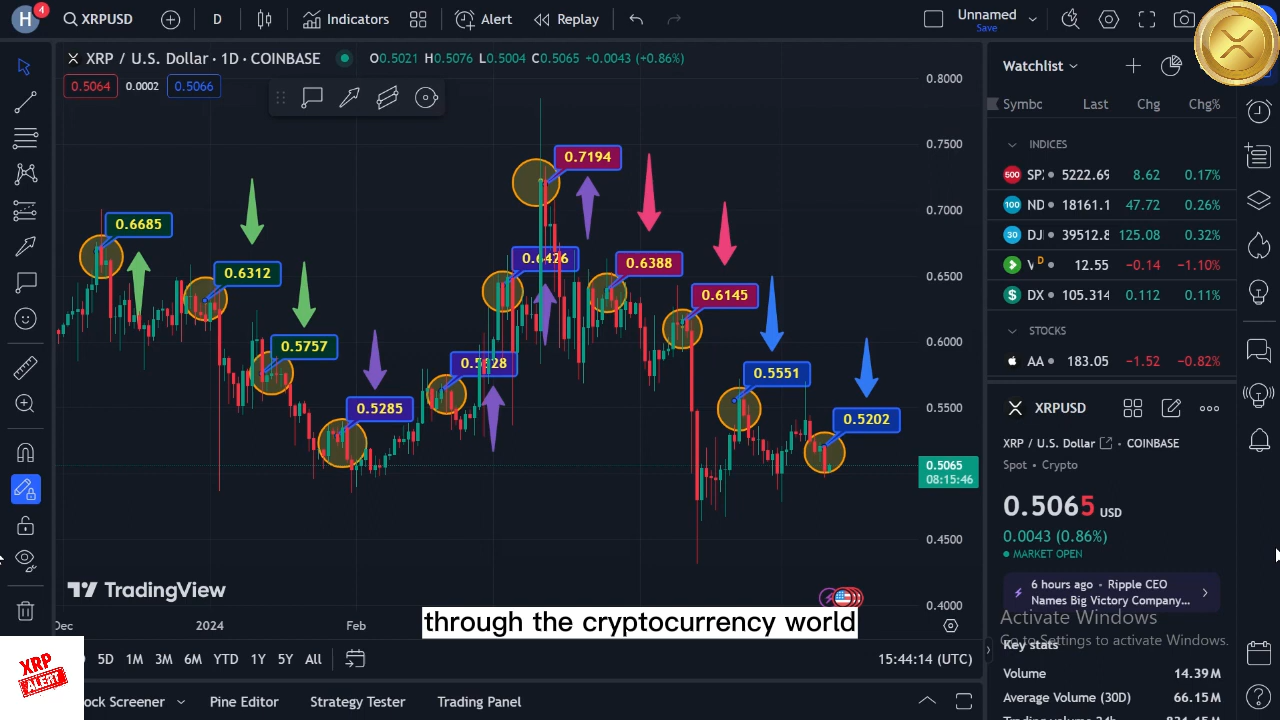 H 4 XRPUSD D Indicators Alert Replay Unnamed
Save
XRP / U.S. Dollar · 1D · COINBASE O0.5021 H0.5076 L0.5004 C0.5065 +0.0043 (+0.86%)
0.5064 0.0002 0.5066
0.8000
0.7500
0.7000
0.6500
0.6000
0.5500
0.5065
08:15:46
0.4500
0.4000
0.6685
0.6312
0.5757
0.5285
0.5828
0.6426
0.7194
0.6388
0.6145
0.5551
0.5202
TradingView
Dec 2024 Feb
through the cryptocurrency world
5D 1M 3M 6M YTD 1Y 5Y All
15:44:14 (UTC)
ock Screener Pine Editor Strategy Tester Trading Panel
XRP
ALERT
Watchlist
Symbc Last Chg Chg%
INDICES
500 SP 5222.69 8.62 0.17%
100 ND 18161.1 47.72 0.26%
30 DJ 39512.8 125.08 0.32%
V D 12.55 −0.14 −1.10%
$ DX 105.314 0.112 0.11%
STOCKS
AA 183.05 −1.52 −0.82%
XRPUSD
XRP / U.S. Dollar COINBASE
Spot • Crypto
0.5065 USD
0.0043 (0.86%)
MARKET OPEN
6 hours ago • Ripple CEO
Names Big Victory Company...
Activate Windows
Go to Settings to activate Windows.
Key stats
Volume 14.39M
Average Volume (30D) 66.15M